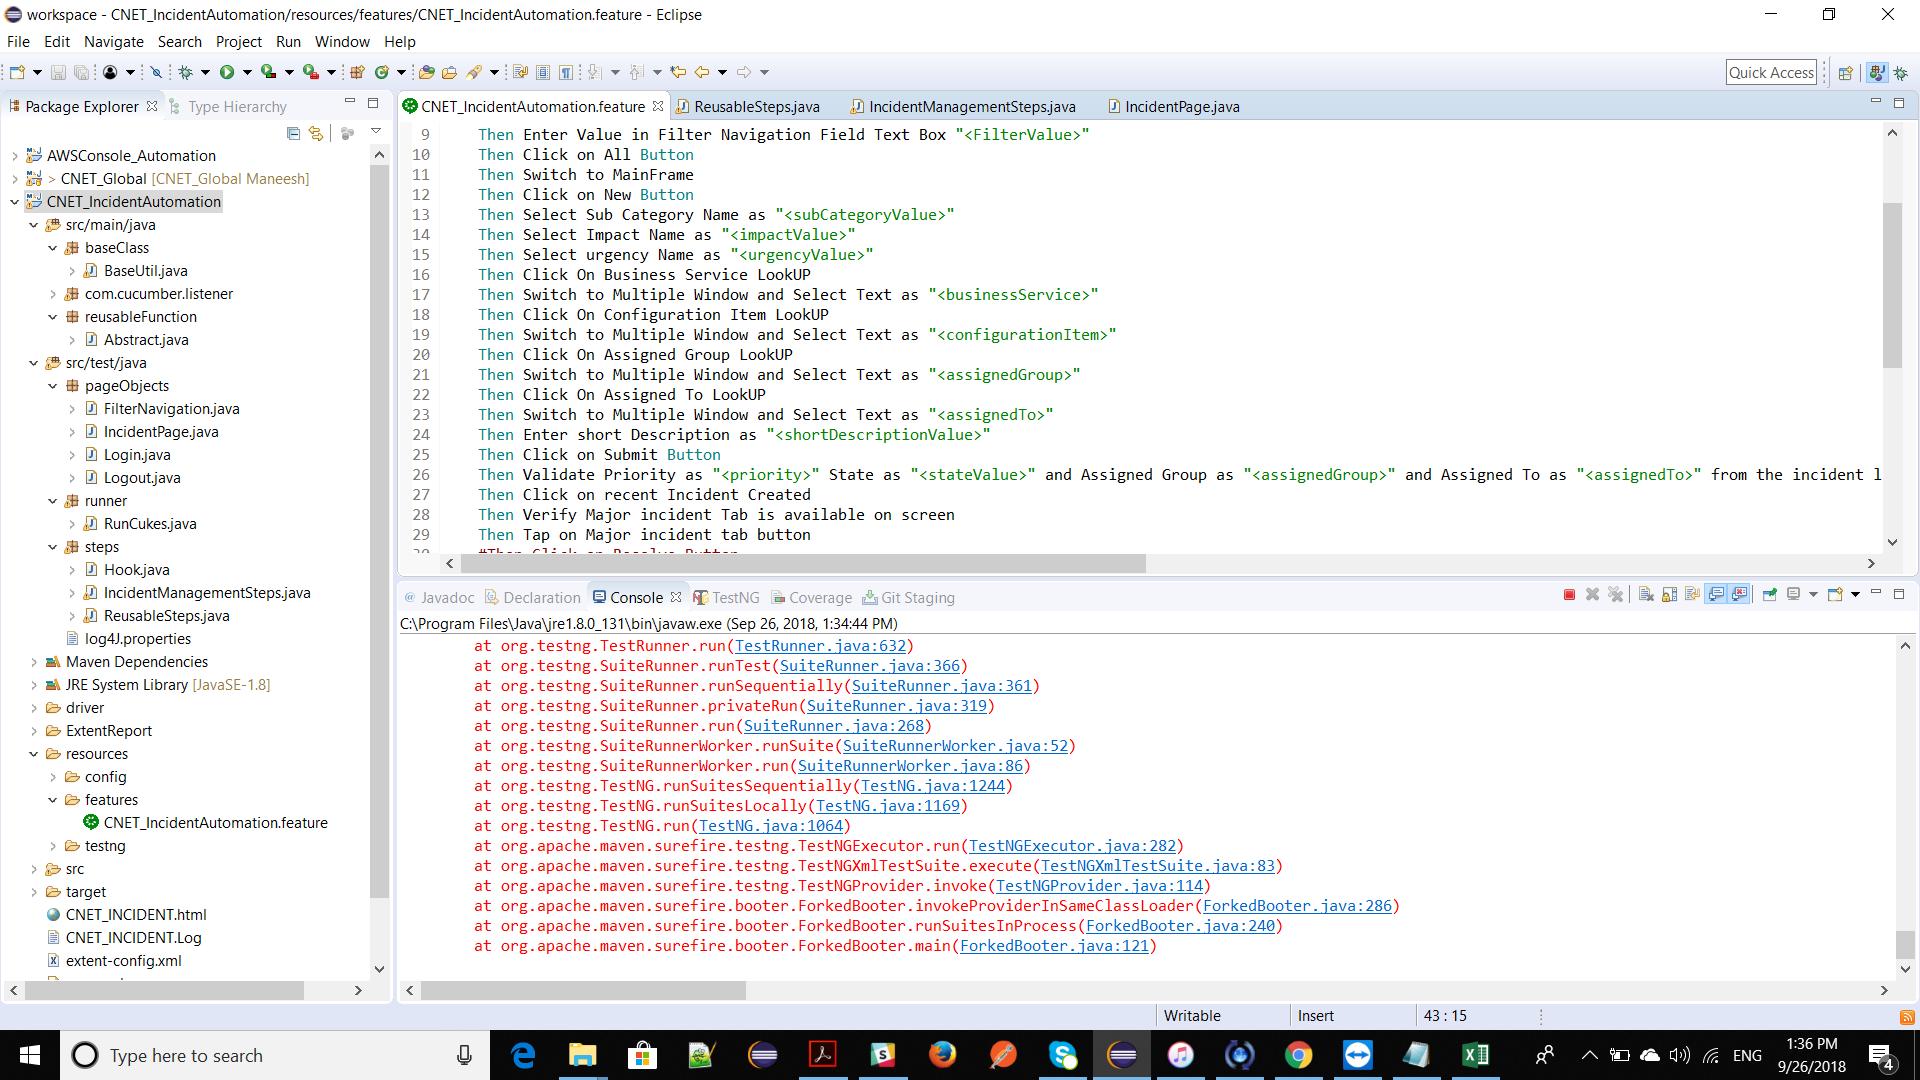 workspace - CNET_IncidentAutomation/resources/features/CNET_IncidentAutomation.feature - Eclipse
File Edit Navigate Search Project Run Window Help
Quick Access
Package Explorer
Type Hierarchy
AWSConsole_Automation
> CNET_Global [CNET_Global Maneesh]
CNET_IncidentAutomation
src/main/java
baseClass
BaseUtil.java
com.cucumber.listener
reusableFunction
Abstract.java
src/test/java
pageObjects
FilterNavigation.java
IncidentPage.java
Login.java
Logout.java
runner
RunCukes.java
steps
Hook.java
IncidentManagementSteps.java
ReusableSteps.java
log4J.properties
Maven Dependencies
JRE System Library [JavaSE-1.8]
driver
ExtentReport
resources
config
features
CNET_IncidentAutomation.feature
testng
src
target
CNET_INCIDENT.html
CNET_INCIDENT.Log
extent-config.xml
CNET_IncidentAutomation.feature
ReusableSteps.java
IncidentManagementSteps.java
IncidentPage.java
9 Then Enter Value in Filter Navigation Field Text Box "<FilterValue>"
10 Then Click on All Button
11 Then Switch to MainFrame
12 Then Click on New Button
13 Then Select Sub Category Name as "<subCategoryValue>"
14 Then Select Impact Name as "<impactValue>"
15 Then Select urgency Name as "<urgencyValue>"
16 Then Click On Business Service LookUP
17 Then Switch to Multiple Window and Select Text as "<businessService>"
18 Then Click On Configuration Item LookUP
19 Then Switch to Multiple Window and Select Text as "<configurationItem>"
20 Then Click On Assigned Group LookUP
21 Then Switch to Multiple Window and Select Text as "<assignedGroup>"
22 Then Click On Assigned To LookUP
23 Then Switch to Multiple Window and Select Text as "<assignedTo>"
24 Then Enter short Description as "<shortDescriptionValue>"
25 Then Click on Submit Button
26 Then Validate Priority as "<priority>" State as "<stateValue>" and Assigned Group as "<assignedGroup>" and Assigned To as "<assignedTo>" from the incident l
27 Then Click on recent Incident Created
28 Then Verify Major incident Tab is available on screen
29 Then Tap on Major incident tab button
30 #Then Click on Resolve Button
Javadoc Declaration Console TestNG Coverage Git Staging
C:\Program Files\Java\jre1.8.0_131\bin\javaw.exe (Sep 26, 2018, 1:34:44 PM)
at org.testng.TestRunner.run(TestRunner.java:632)
at org.testng.SuiteRunner.runTest(SuiteRunner.java:366)
at org.testng.SuiteRunner.runSequentially(SuiteRunner.java:361)
at org.testng.SuiteRunner.privateRun(SuiteRunner.java:319)
at org.testng.SuiteRunner.run(SuiteRunner.java:268)
at org.testng.SuiteRunnerWorker.runSuite(SuiteRunnerWorker.java:52)
at org.testng.SuiteRunnerWorker.run(SuiteRunnerWorker.java:86)
at org.testng.TestNG.runSuitesSequentially(TestNG.java:1244)
at org.testng.TestNG.runSuitesLocally(TestNG.java:1169)
at org.testng.TestNG.run(TestNG.java:1064)
at org.apache.maven.surefire.testng.TestNGExecutor.run(TestNGExecutor.java:282)
at org.apache.maven.surefire.testng.TestNGXmlTestSuite.execute(TestNGXmlTestSuite.java:83)
at org.apache.maven.surefire.testng.TestNGProvider.invoke(TestNGProvider.java:114)
at org.apache.maven.surefire.booter.ForkedBooter.invokeProviderInSameClassLoader(ForkedBooter.java:286)
at org.apache.maven.surefire.booter.ForkedBooter.runSuitesInProcess(ForkedBooter.java:240)
at org.apache.maven.surefire.booter.ForkedBooter.main(ForkedBooter.java:121)
Writable Insert 43 : 15
Type here to search
ENG
1:36 PM
9/26/2018
4